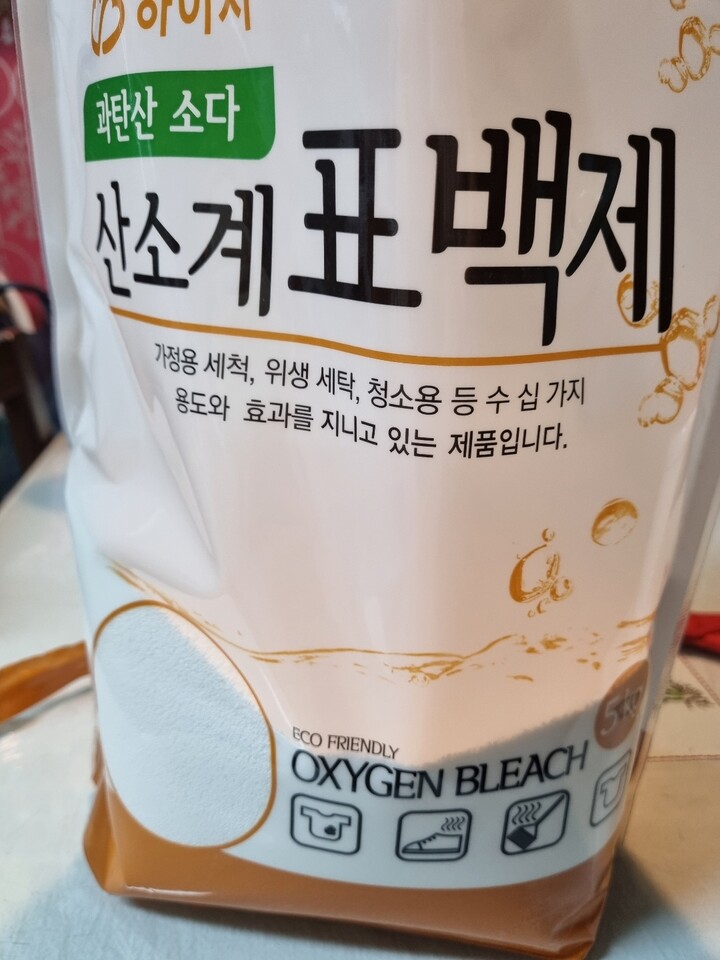 과탄산 소다
산소계 표백제
가정용 세척, 위생 세탁, 청소용 등 수 십 가지
용도와 효과를 지니고 있는 제품입니다.
5kg
ECO FRIENDLY
OXYGEN BLEACH